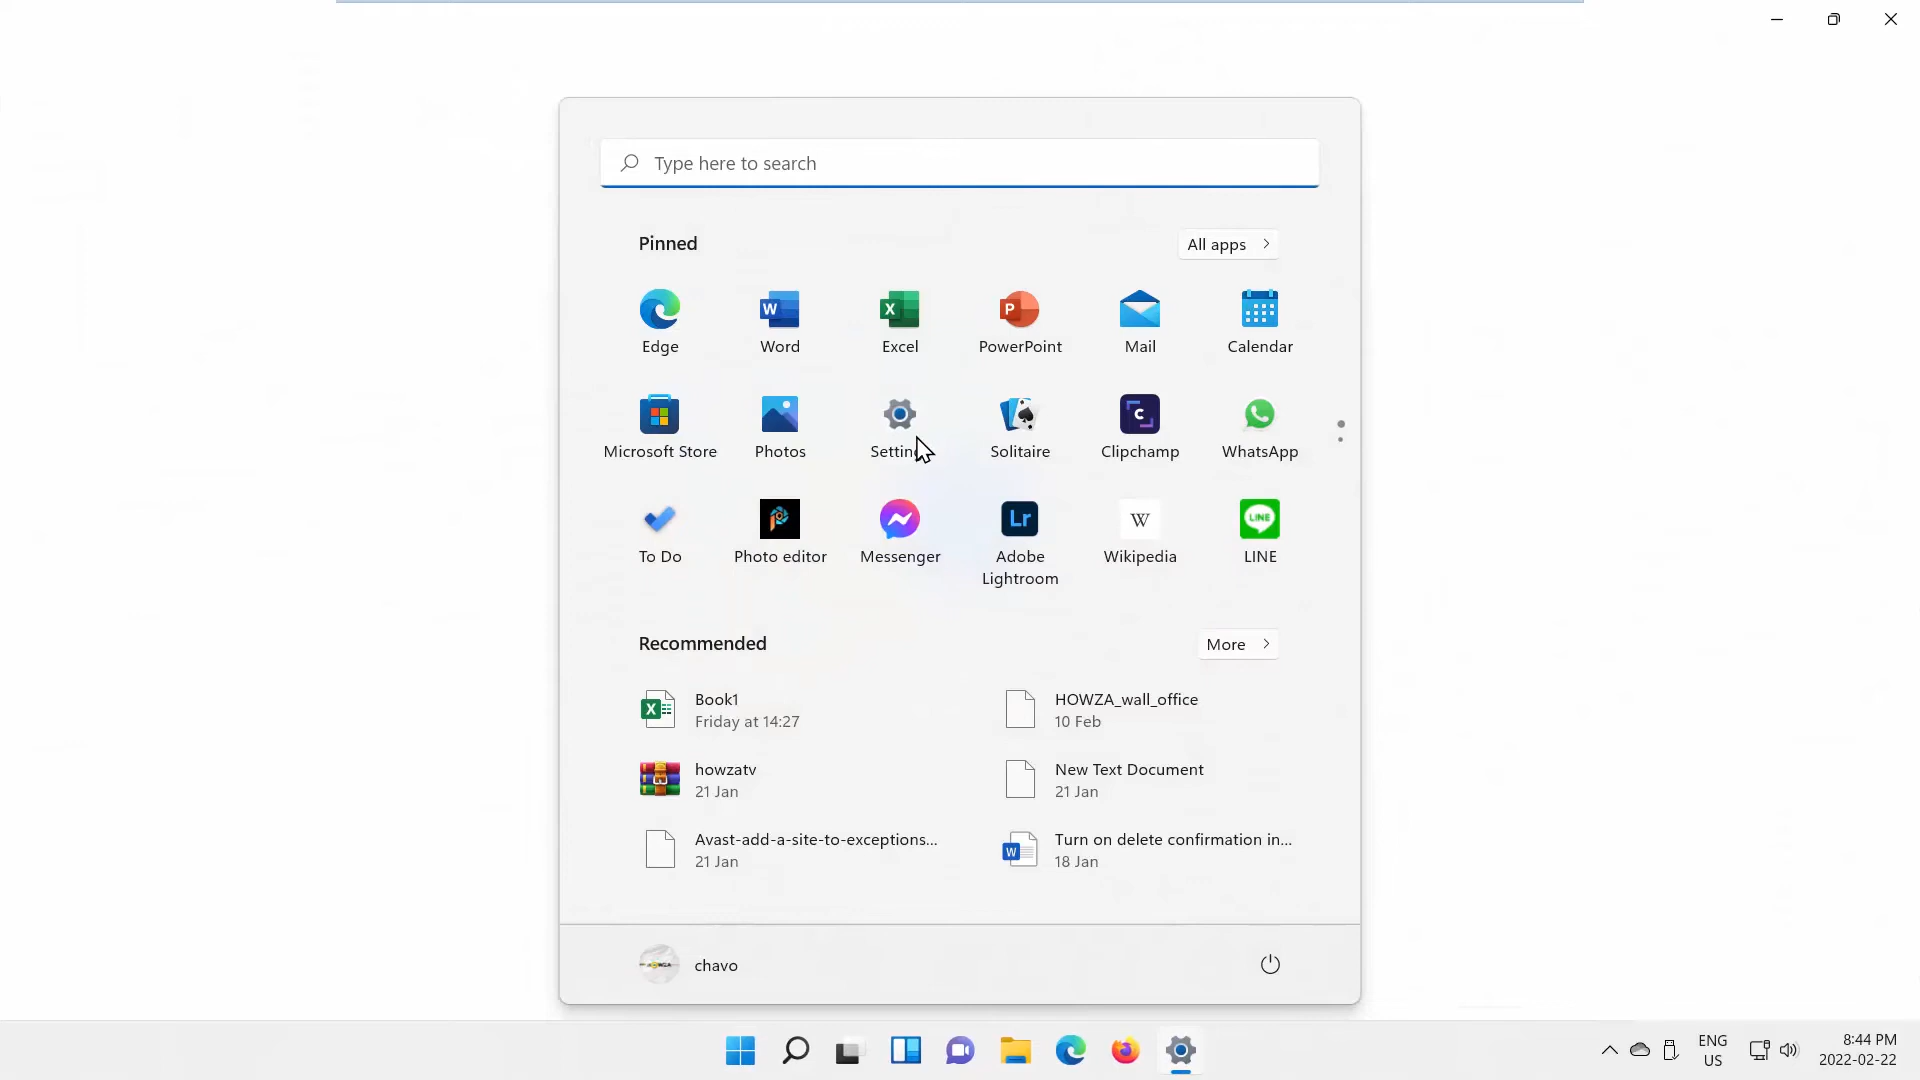 Type here to search
Pinned
All apps
Edge
Word
Excel
PowerPoint
Mail
Calendar
Microsoft Store
Photos
Solitaire
Clipchamp
WhatsApp
To Do
Photo editor
Messenger
Adobe
Lightroom
Wikipedia
LINE
Recommended
More
Book1
Friday at 14:27
HOWZA_wall_office
10 Feb
howzatv
21 Jan
New Text Document
21 Jan
Avast-add-a-site-to-exceptions...
21 Jan
Turn on delete confirmation in...
18 Jan
chavo
ENG
US
8:44 PM
2022-02-22